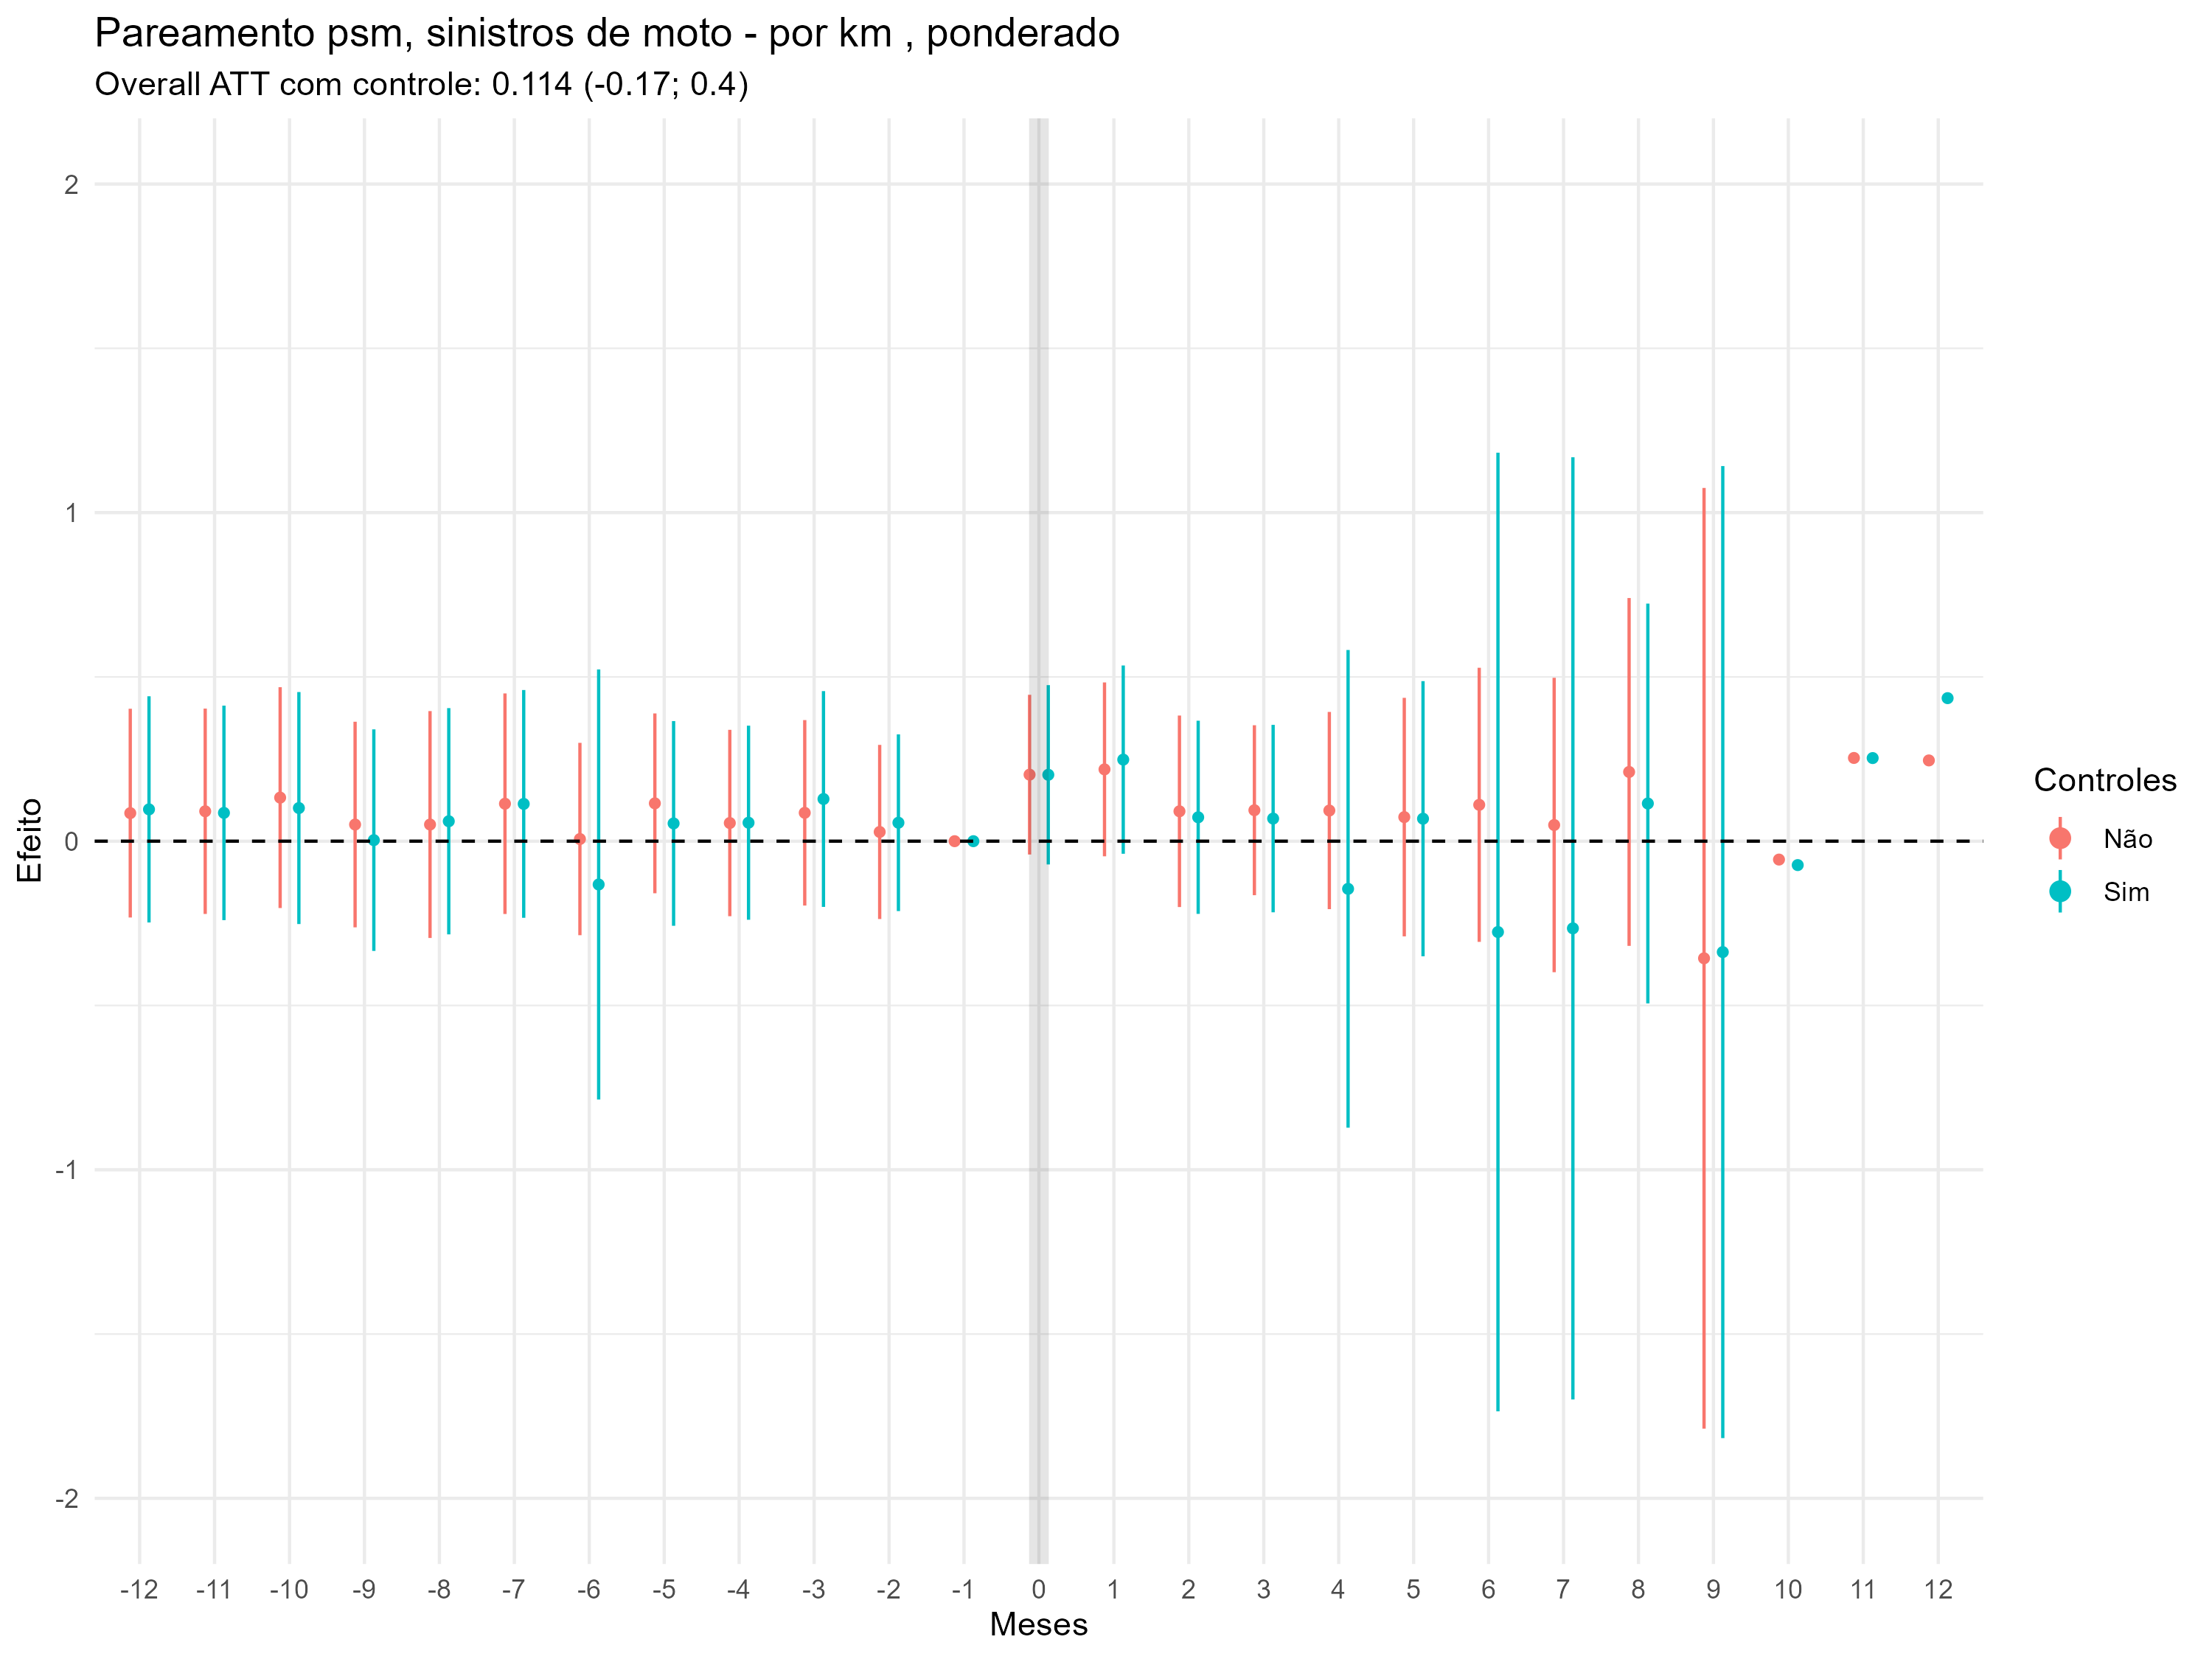 Pareamento psm, sinistros de moto - por km , ponderado
Overall ATT com controle: 0.114 (-0.17; 0.4)
2
1
0
-1
-2
Efeito
-12 -11 -10 -9 -8 -7 -6 -5 -4 -3 -2 -1 0 1 2 3 4 5 6 7 8 9 10 11 12
Meses
Controles
Não
Sim